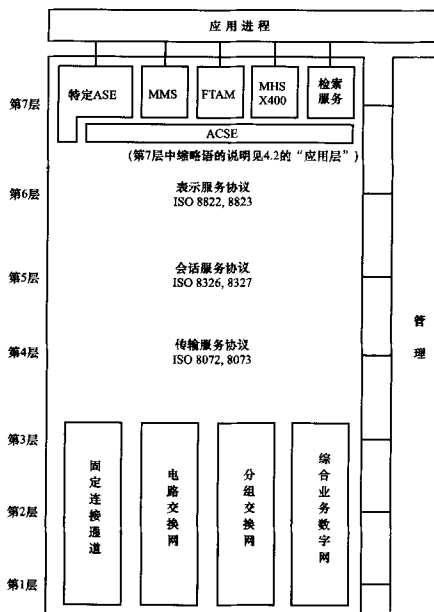 应用进程
第7层
特定ASE
MMS
FTAM
MHS
X400
检索
服务
ACSE
(第7层中缩略语的说明见4.2的“应用层”)
第6层
表示服务协议
ISO 8822, 8823
第5层
会话服务协议
ISO 8326, 8327
第4层
传输服务协议
ISO 8072, 8073
管理
第3层
第2层
第1层
固定连接通道
电路交换网
分组交换网
综合业务数字网